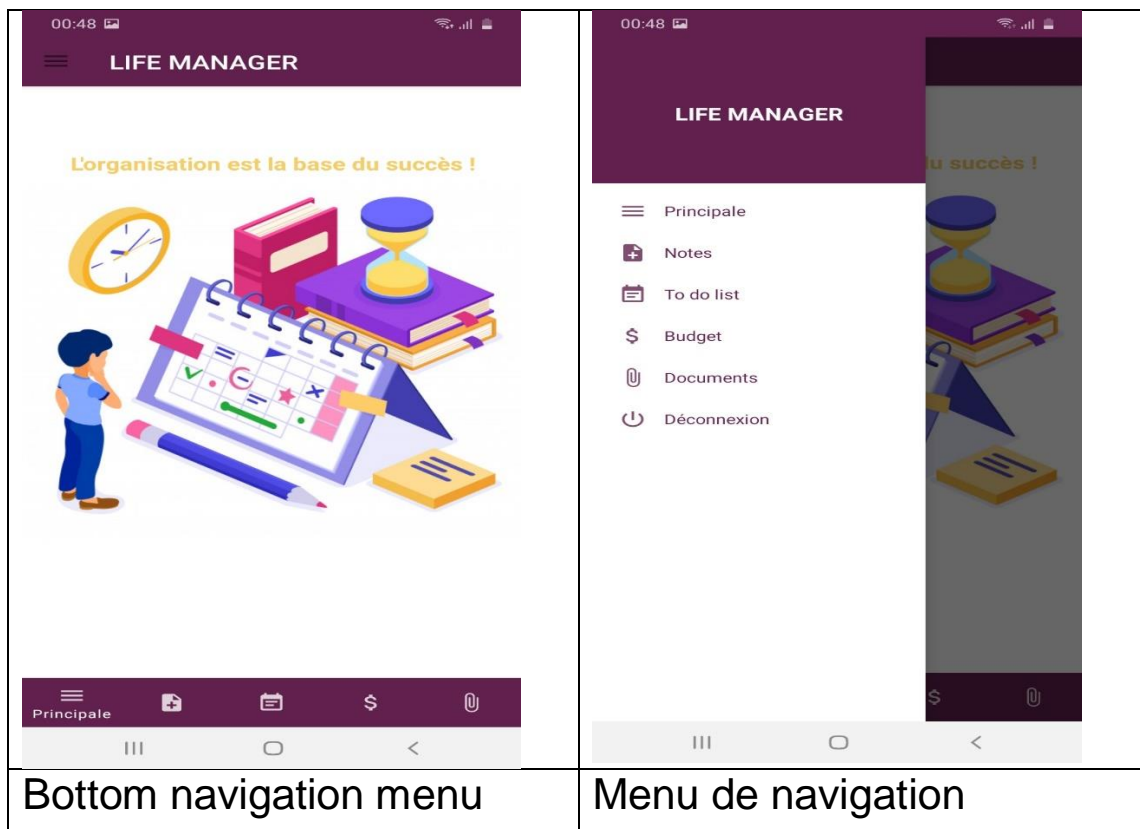 00:48
LIFE MANAGER
L'organisation est la base du succès !
Principale
$
Bottom navigation menu
00:48
LIFE MANAGER
du succès !
Principale
Notes
To do list
$ Budget
Documents
Déconnexion
$
Menu de navigation